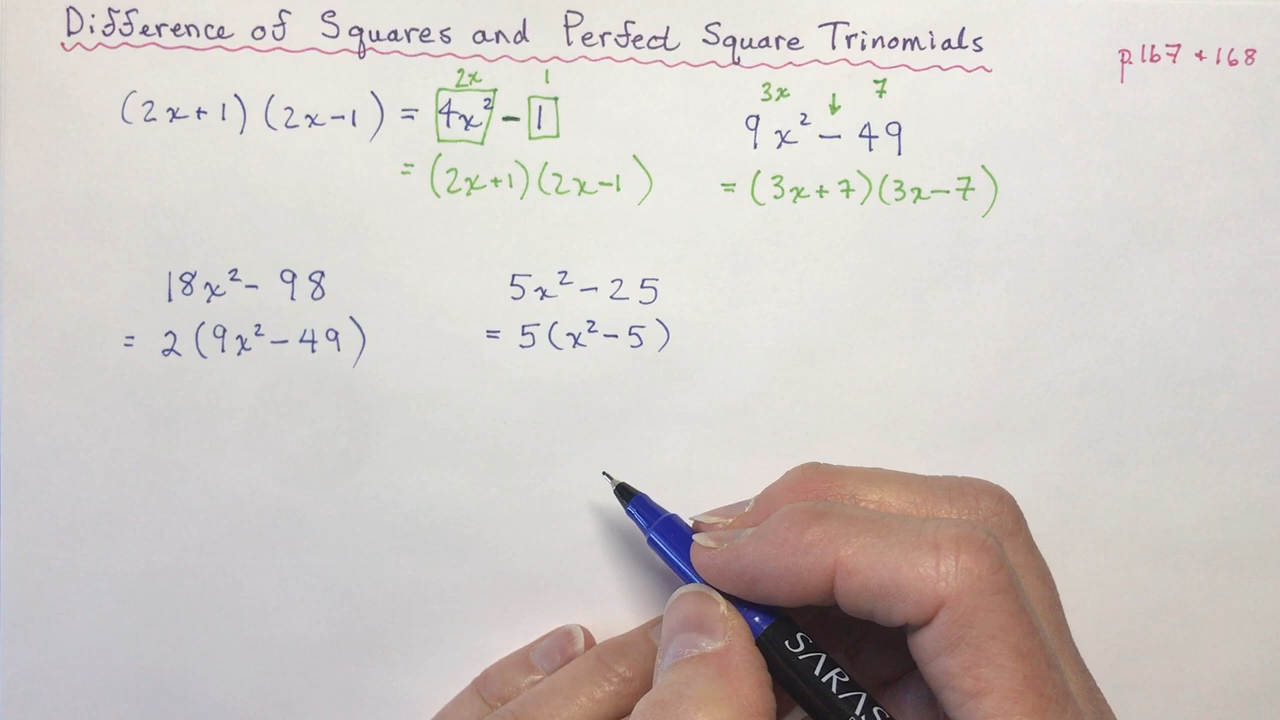 Difference of Squares and Perfect Square Trinomials
p.167 + 168
2x 1
(2x+1)(2x-1) = 4x² - 1
= (2x+1)(2x-1)
3x ↓ 7
9x² - 49
= (3x+7)(3x-7)
18x² - 98
= 2(9x² - 49)
5x² - 25
= 5(x² - 5)
SARAS